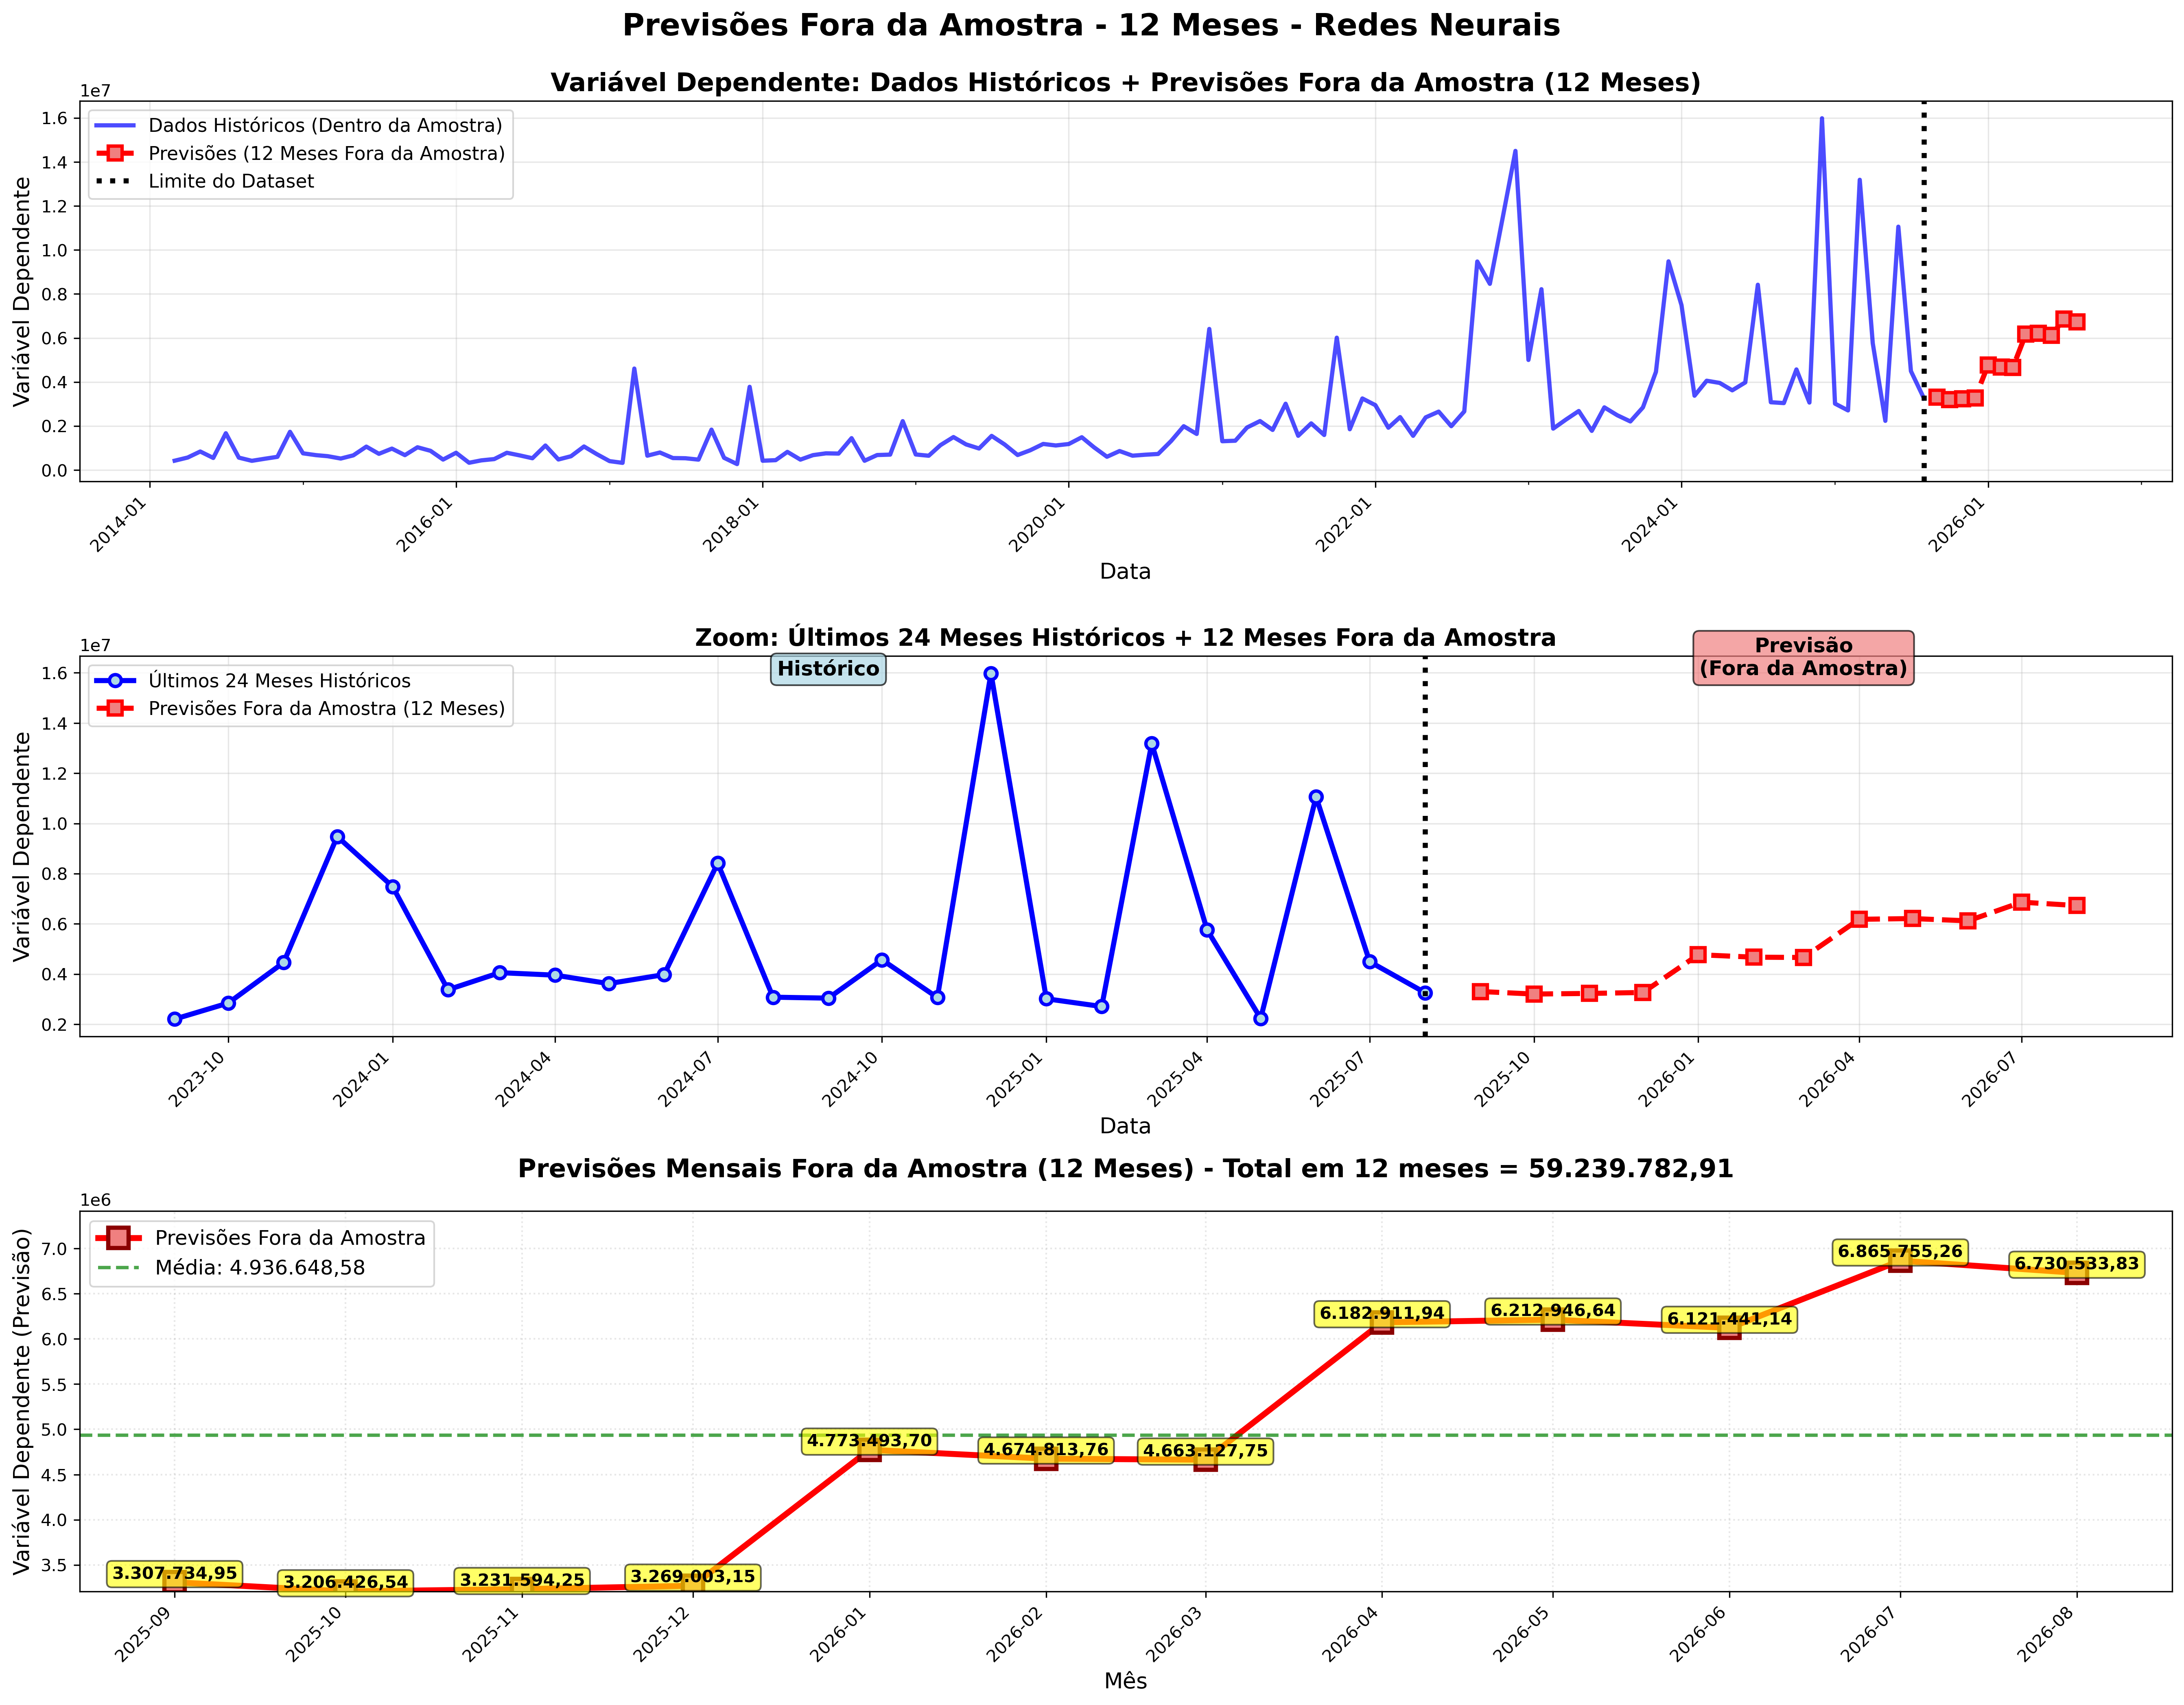 Previsões Fora da Amostra - 12 Meses - Redes Neurais
Variável Dependente: Dados Históricos + Previsões Fora da Amostra (12 Meses)
1e7
Dados Históricos (Dentro da Amostra)
Previsões (12 Meses Fora da Amostra)
Limite do Dataset
Variável Dependente
1.6
1.4
1.2
1.0
0.8
0.6
0.4
0.2
0.0
2014-01
2016-01
2018-01
2020-01
2022-01
2024-01
2026-01
Data
Zoom: Últimos 24 Meses Históricos + 12 Meses Fora da Amostra
1e7
Últimos 24 Meses Históricos
Previsões Fora da Amostra (12 Meses)
Histórico
Previsão
(Fora da Amostra)
Variável Dependente
1.6
1.4
1.2
1.0
0.8
0.6
0.4
0.2
2023-10
2024-01
2024-04
2024-07
2024-10
2025-01
2025-04
2025-07
2025-10
2026-01
2026-04
2026-07
Data
Previsões Mensais Fora da Amostra (12 Meses) - Total em 12 meses = 59.239.782,91
1e6
Previsões Fora da Amostra
Média: 4.936.648,58
Variável Dependente (Previsão)
7.0
6.5
6.0
5.5
5.0
4.5
4.0
3.5
3.307.734,95
3.206.426,54
3.231.594,25
3.269.003,15
4.773.493,70
4.674.813,76
4.663.127,75
6.182.911,94
6.212.946,64
6.121.441,14
6.865.755,26
6.730.533,83
2025-09
2025-10
2025-11
2025-12
2026-01
2026-02
2026-03
2026-04
2026-05
2026-06
2026-07
2026-08
Mês